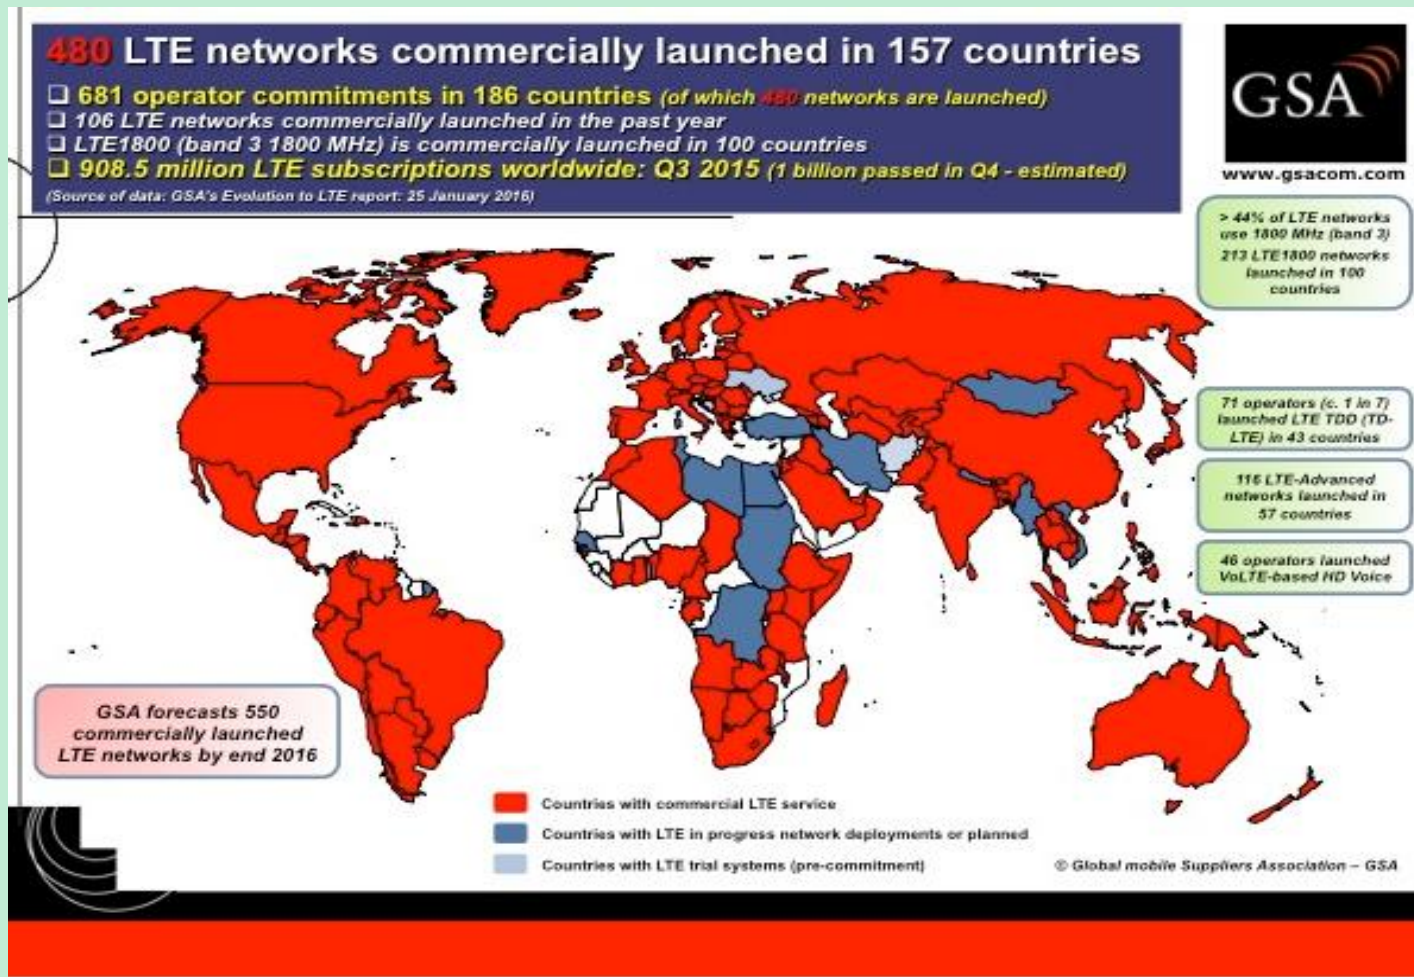 480 LTE networks commercially launched in 157 countries
❑ 681 operator commitments in 186 countries (of which 480 networks are launched)
❑ 106 LTE networks commercially launched in the past year
❑ LTE1800 (band 3 1800 MHz) is commercially launched in 100 countries
❑ 908.5 million LTE subscriptions worldwide: Q3 2015 (1 billion passed in Q4 - estimated)
(Source of data: GSA's Evolution to LTE report: 25 January 2016)
GSA
www.gsacom.com
> 44% of LTE networks
use 1800 MHz (band 3)
213 LTE1800 networks
launched in 100
countries
71 operators (c. 1 in 7)
launched LTE TDD (TD-
LTE) in 43 countries
116 LTE-Advanced
networks launched in
57 countries
46 operators launched
VoLTE-based HD Voice
GSA forecasts 550
commercially launched
LTE networks by end 2016
Countries with commercial LTE service
Countries with LTE in progress network deployments or planned
Countries with LTE trial systems (pre-commitment)
© Global mobile Suppliers Association – GSA